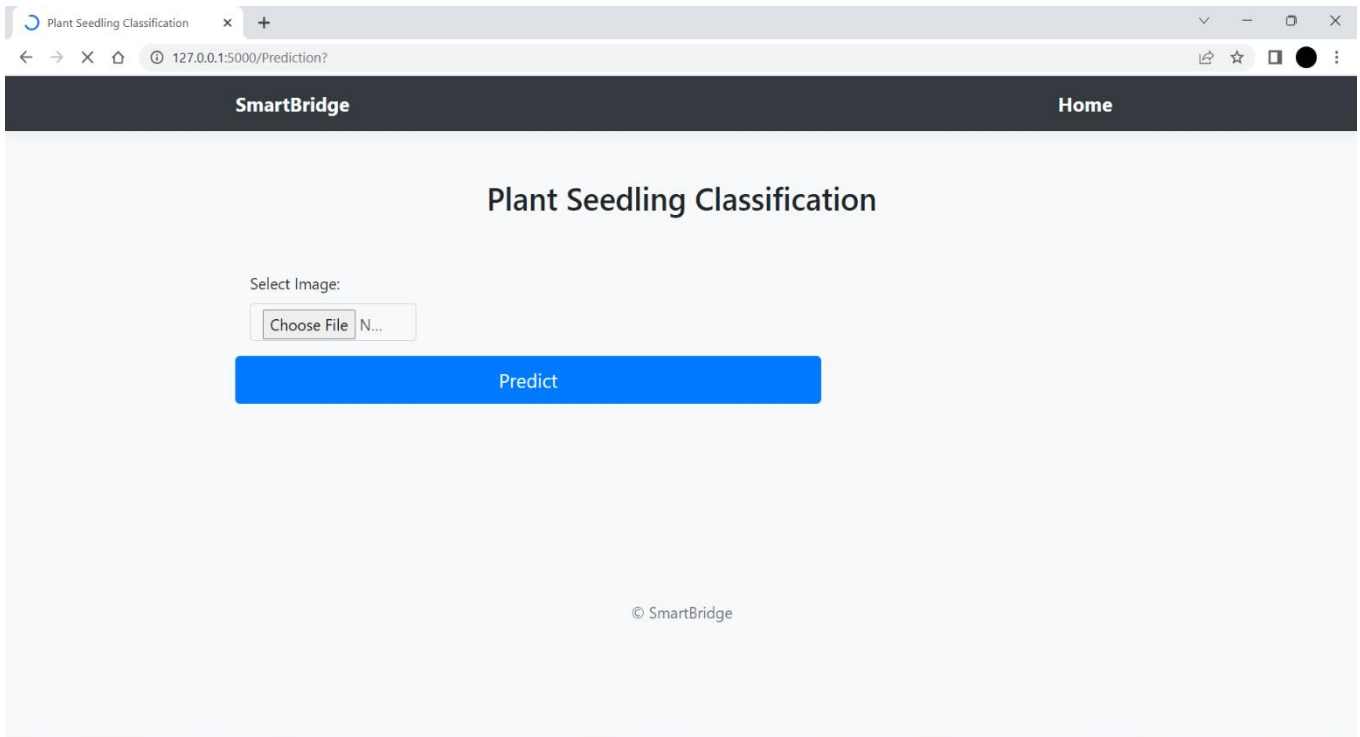 Plant Seedling Classification
127.0.0.1:5000/Prediction?
SmartBridge Home
Plant Seedling Classification
Select Image:
Choose File N...
Predict
© SmartBridge